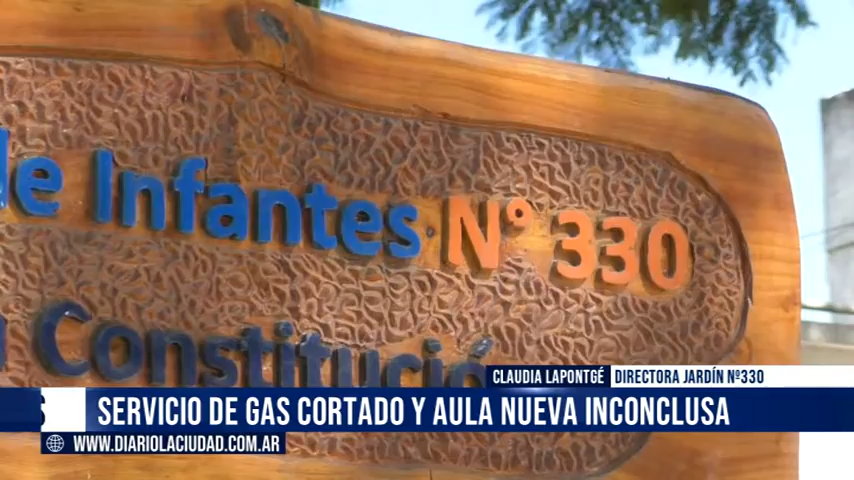 de Infantes Nº 330
Constitució
CLAUDIA LAPONTGÉ DIRECTORA JARDÍN Nº330
S
SERVICIO DE GAS CORTADO Y AULA NUEVA INCONCLUSA
WWW.DIARIOLACIUDAD.COM.AR